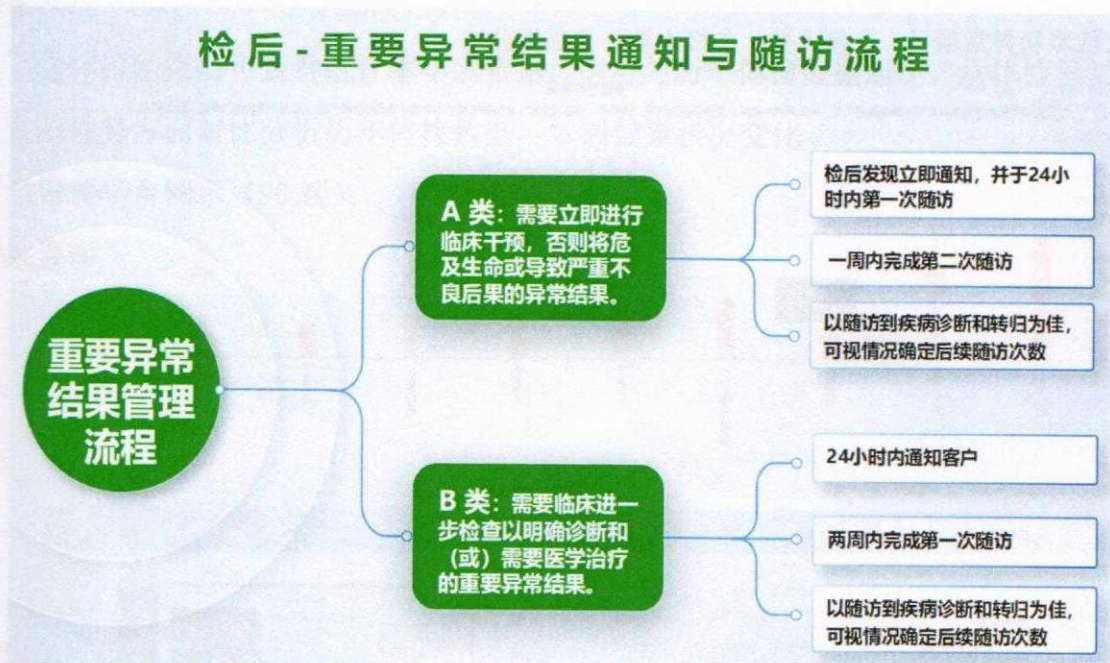 检后-重要异常结果通知与随访流程
重要异常
结果管理
流程
A 类：需要立即进行
临床干预，否则将危
及生命或导致严重不
良后果的异常结果。
检后发现立即通知，并于24小
时内第一次随访
一周内完成第二次随访
以随访到疾病诊断和转归为佳，
可视情况确定后续随访次数
B 类：需要临床进一
步检查以明确诊断和
（或）需要医学治疗
的重要异常结果。
24小时内通知客户
两周内完成第一次随访
以随访到疾病诊断和转归为佳，
可视情况确定后续随访次数